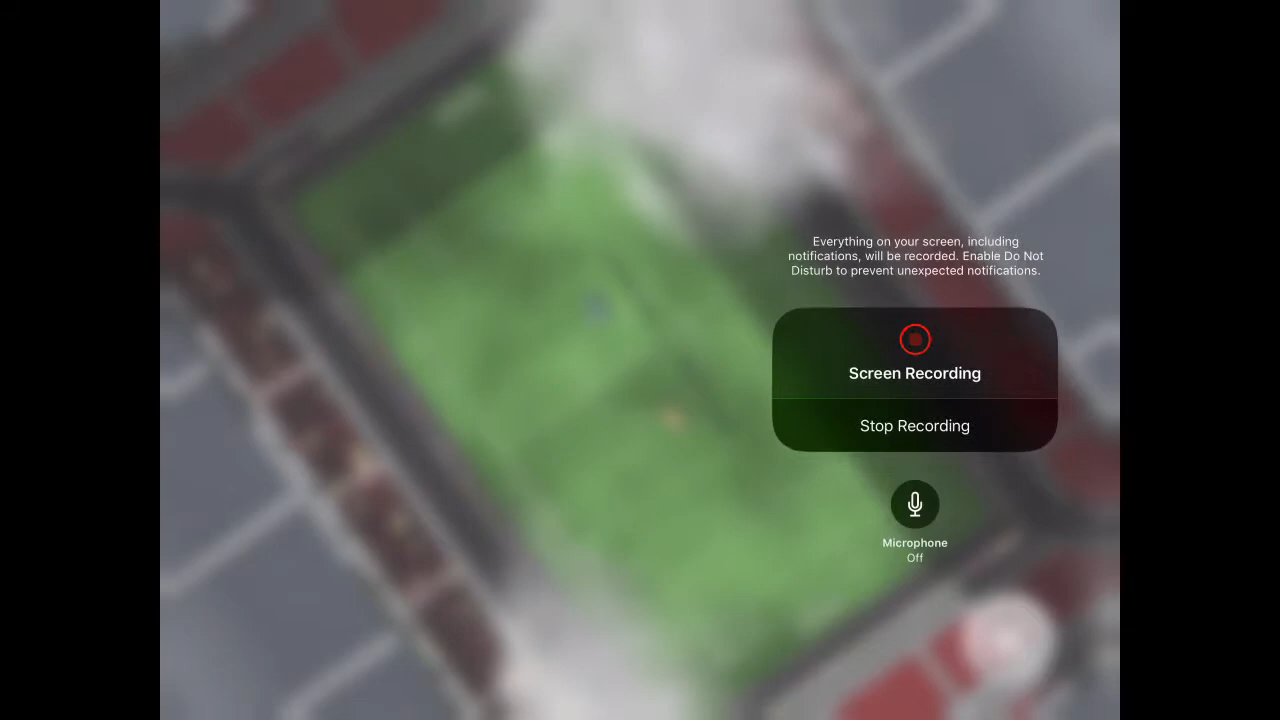 Everything on your screen, including
notifications, will be recorded. Enable Do Not
Disturb to prevent unexpected notifications.
Screen Recording
Stop Recording
Microphone
Off